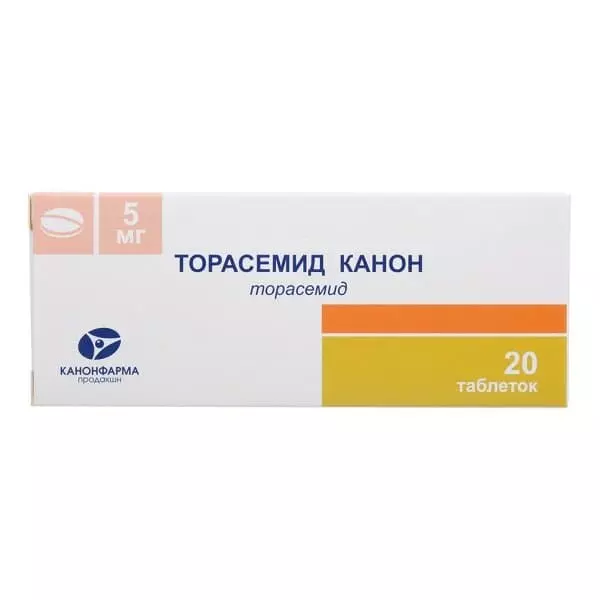 5
мг
ТОРАСЕМИД КАНОН
торасемид
КАНОНФАРМА
продакшн
20
таблеток